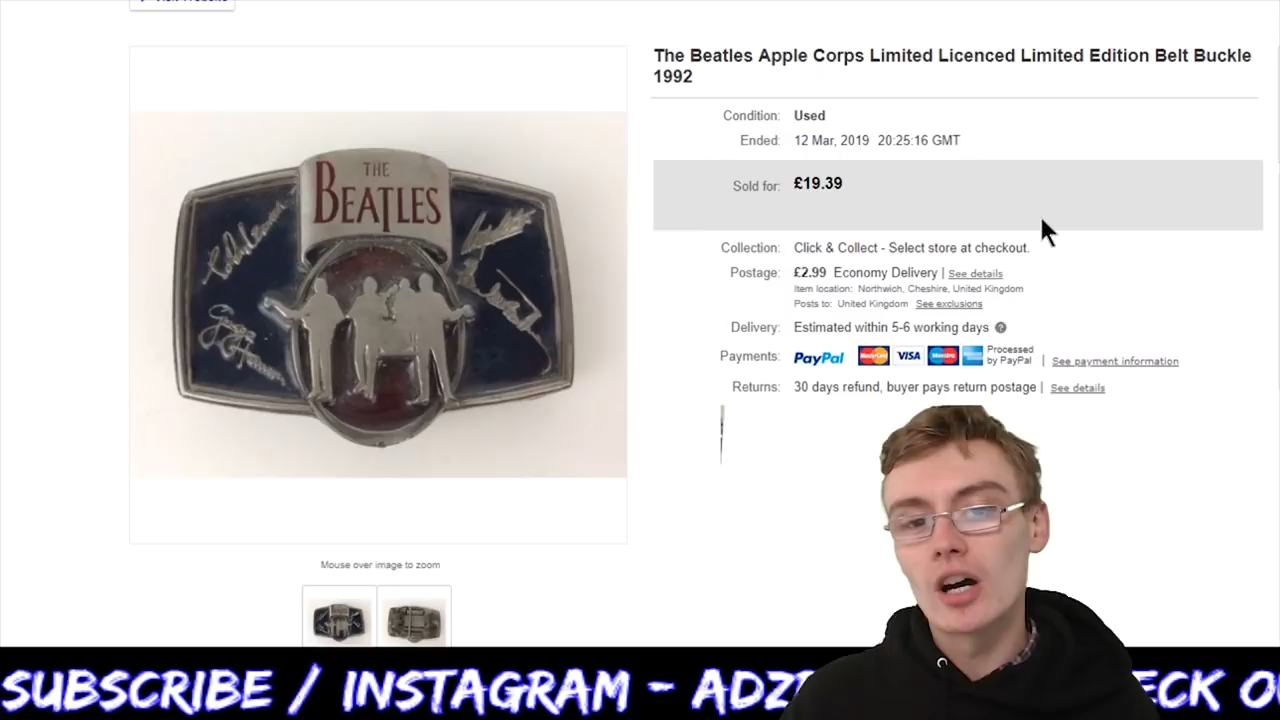 The Beatles Apple Corps Limited Licenced Limited Edition Belt Buckle
1992
Condition: Used
Ended: 12 Mar, 2019 20:25:16 GMT
Sold for: £19.39
Collection: Click & Collect - Select store at checkout.
Postage: £2.99 Economy Delivery | See details
Item location: Northwich, Cheshire, United Kingdom
Posts to: United Kingdom See exclusions
Delivery: Estimated within 5-6 working days
Payments: PayPal MasterCard VISA Maestro Processed by PayPal | See payment information
Returns: 30 days refund, buyer pays return postage | See details
THE
BEATLES
Mouse over image to zoom
SUBSCRIBE / INSTAGRAM - ADZ